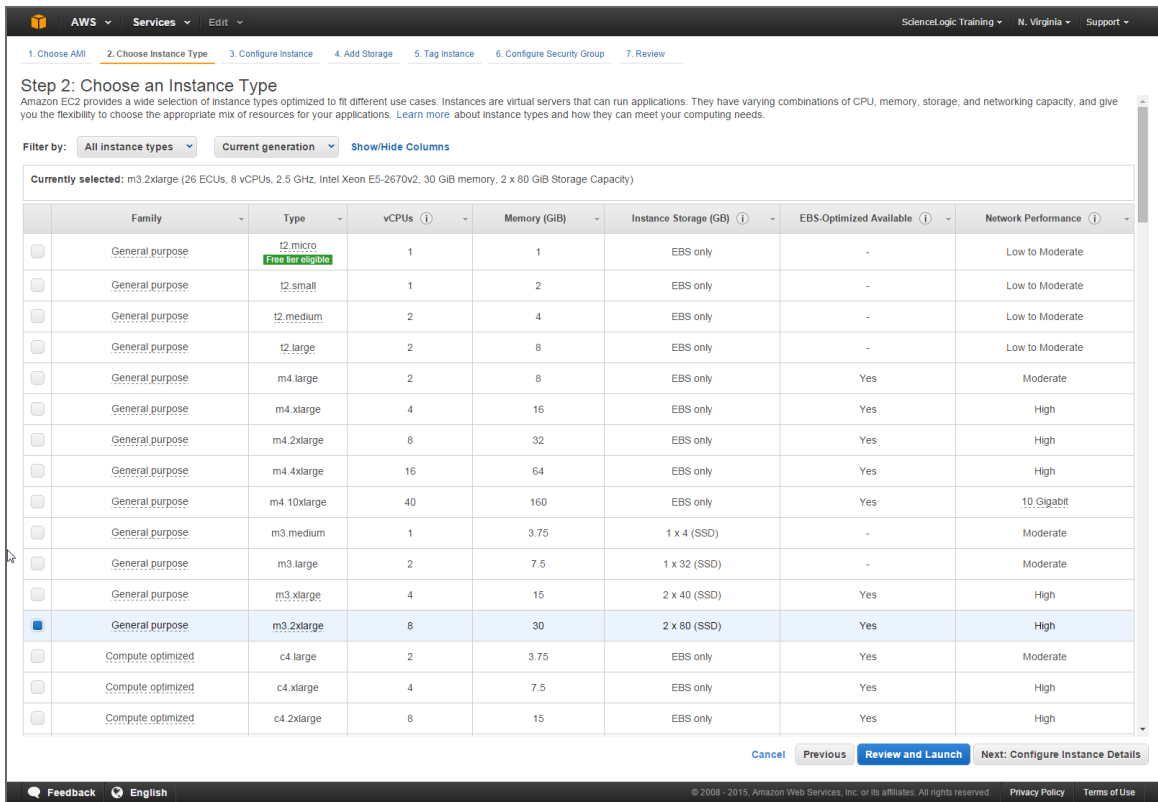 AWS Services Edit ScienceLogic Training N. Virginia Support
1. Choose AMI 2. Choose Instance Type 3. Configure Instance 4. Add Storage 5. Tag Instance 6. Configure Security Group 7. Review
Step 2: Choose an Instance Type
Amazon EC2 provides a wide selection of instance types optimized to fit different use cases. Instances are virtual servers that can run applications. They have varying combinations of CPU, memory, storage, and networking capacity, and give
you the flexibility to choose the appropriate mix of resources for your applications. Learn more about instance types and how they can meet your computing needs.
Filter by: All instance types Current generation Show/Hide Columns
Currently selected: m3.2xlarge (26 ECUs, 8 vCPUs, 2.5 GHz, Intel Xeon E5-2670v2, 30 GiB memory, 2 x 80 GiB Storage Capacity)
Family Type vCPUs i Memory (GiB) Instance Storage (GB) i EBS-Optimized Available i Network Performance i
General purpose t2.micro 1 1 EBS only - Low to Moderate
Free tier eligible
General purpose t2.small 1 2 EBS only - Low to Moderate
General purpose t2.medium 2 4 EBS only - Low to Moderate
General purpose t2.large 2 8 EBS only - Low to Moderate
General purpose m4.large 2 8 EBS only Yes Moderate
General purpose m4.xlarge 4 16 EBS only Yes High
General purpose m4.2xlarge 8 32 EBS only Yes High
General purpose m4.4xlarge 16 64 EBS only Yes High
General purpose m4.10xlarge 40 160 EBS only Yes 10 Gigabit
General purpose m3.medium 1 3.75 1 x 4 (SSD) - Moderate
General purpose m3.large 2 7.5 1 x 32 (SSD) - Moderate
General purpose m3.xlarge 4 15 2 x 40 (SSD) Yes High
General purpose m3.2xlarge 8 30 2 x 80 (SSD) Yes High
Compute optimized c4.large 2 3.75 EBS only Yes Moderate
Compute optimized c4.xlarge 4 7.5 EBS only Yes High
Compute optimized c4.2xlarge 8 15 EBS only Yes High
Cancel Previous Review and Launch Next: Configure Instance Details
Feedback English © 2008 - 2015, Amazon Web Services, Inc. or its affiliates. All rights reserved. Privacy Policy Terms of Use